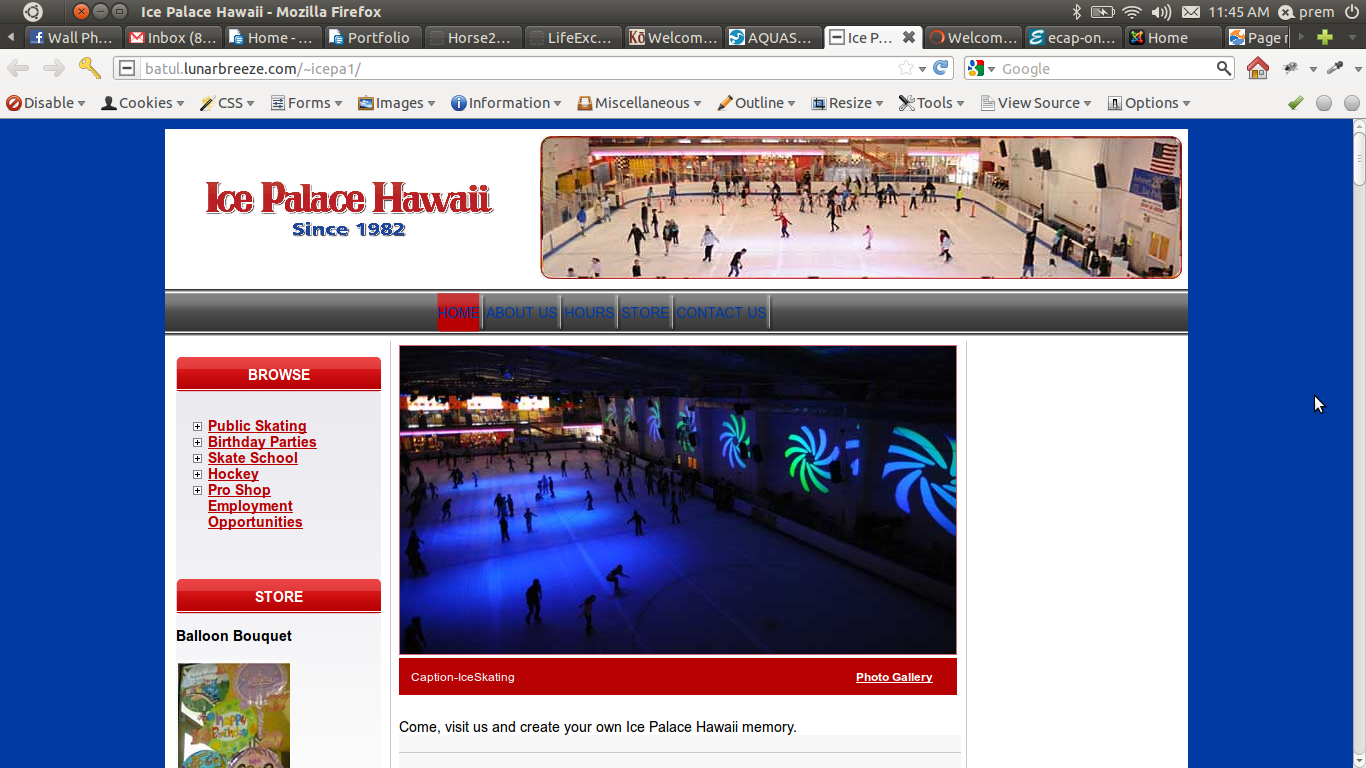 Ice Palace Hawaii - Mozilla Firefox
11:45 AM
prem
Wall Ph...
Inbox (8...
Home - ...
Portfolio
Horse2...
LifeExc...
Welcom...
AQUAS...
Ice P...
Welcom...
ecap-on...
Home
Page r
batul.lunarbreeze.com/~icepa1/
Google
Disable
Cookies
CSS
Forms
Images
Information
Miscellaneous
Outline
Resize
Tools
View Source
Options
Ice Palace Hawaii
Since 1982
HOME
ABOUT US
HOURS
STORE
CONTACT US
BROWSE
Public Skating
Birthday Parties
Skate School
Hockey
Pro Shop
Employment
Opportunities
STORE
Balloon Bouquet
Caption-IceSkating
Photo Gallery
Come, visit us and create your own Ice Palace Hawaii memory.